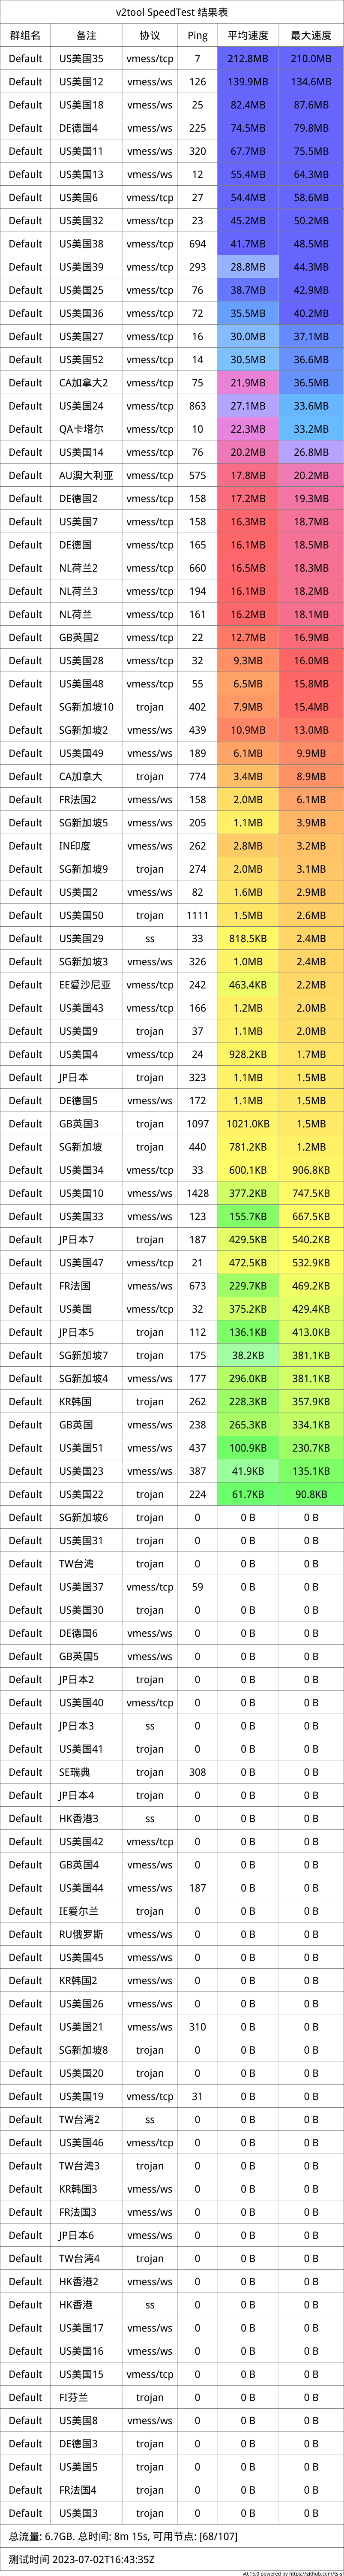 v2tool SpeedTest 结果表
群组名 备注 协议 Ping 平均速度 最大速度
Default US美国35 vmess/tcp 7 212.8MB 210.0MB
Default US美国12 vmess/ws 126 139.9MB 134.6MB
Default US美国18 vmess/ws 25 82.4MB 87.6MB
Default DE德国4 vmess/tcp 225 74.5MB 79.8MB
Default US美国11 vmess/ws 320 67.7MB 75.5MB
Default US美国13 vmess/ws 12 55.4MB 64.3MB
Default US美国6 vmess/tcp 27 54.4MB 58.6MB
Default US美国32 vmess/tcp 23 45.2MB 50.2MB
Default US美国38 vmess/tcp 694 41.7MB 48.5MB
Default US美国39 vmess/tcp 293 28.8MB 44.3MB
Default US美国25 vmess/tcp 76 38.7MB 42.9MB
Default US美国36 vmess/tcp 72 35.5MB 40.2MB
Default US美国27 vmess/tcp 16 30.0MB 37.1MB
Default US美国52 vmess/tcp 14 30.5MB 36.6MB
Default CA加拿大2 vmess/tcp 75 21.9MB 36.5MB
Default US美国24 vmess/tcp 863 27.1MB 33.6MB
Default QA卡塔尔 vmess/tcp 10 22.3MB 33.2MB
Default US美国14 vmess/tcp 76 20.2MB 26.8MB
Default AU澳大利亚 vmess/tcp 575 17.8MB 20.2MB
Default DE德国2 vmess/tcp 158 17.2MB 19.3MB
Default US美国7 vmess/tcp 158 16.3MB 18.7MB
Default DE德国 vmess/tcp 165 16.1MB 18.5MB
Default NL荷兰2 vmess/tcp 660 16.5MB 18.3MB
Default NL荷兰3 vmess/tcp 194 16.1MB 18.2MB
Default NL荷兰 vmess/tcp 161 16.2MB 18.1MB
Default GB英国2 vmess/tcp 22 12.7MB 16.9MB
Default US美国28 vmess/tcp 32 9.3MB 16.0MB
Default US美国48 vmess/tcp 55 6.5MB 15.8MB
Default SG新加坡10 trojan 402 7.9MB 15.4MB
Default SG新加坡2 vmess/ws 439 10.9MB 13.0MB
Default US美国49 vmess/ws 189 6.1MB 9.9MB
Default CA加拿大 trojan 774 3.4MB 8.9MB
Default FR法国2 vmess/ws 158 2.0MB 6.1MB
Default SG新加坡5 vmess/ws 205 1.1MB 3.9MB
Default IN印度 vmess/ws 262 2.8MB 3.2MB
Default SG新加坡9 trojan 274 2.0MB 3.1MB
Default US美国2 vmess/ws 82 1.6MB 2.9MB
Default US美国50 trojan 1111 1.5MB 2.6MB
Default US美国29 ss 33 818.5KB 2.4MB
Default SG新加坡3 vmess/ws 326 1.0MB 2.4MB
Default EE爱沙尼亚 vmess/tcp 242 463.4KB 2.2MB
Default US美国43 vmess/tcp 166 1.2MB 2.0MB
Default US美国9 trojan 37 1.1MB 2.0MB
Default US美国4 vmess/tcp 24 928.2KB 1.7MB
Default JP日本 trojan 323 1.1MB 1.5MB
Default DE德国5 vmess/ws 172 1.1MB 1.5MB
Default GB英国3 trojan 1097 1021.0KB 1.5MB
Default SG新加坡 trojan 440 781.2KB 1.2MB
Default US美国34 vmess/tcp 33 600.1KB 906.8KB
Default US美国10 vmess/ws 1428 377.2KB 747.5KB
Default US美国33 vmess/ws 123 155.7KB 667.5KB
Default JP日本7 trojan 187 429.5KB 540.2KB
Default US美国47 vmess/tcp 21 472.5KB 532.9KB
Default FR法国 vmess/ws 673 229.7KB 469.2KB
Default US美国 vmess/tcp 32 375.2KB 429.4KB
Default JP日本5 trojan 112 136.1KB 413.0KB
Default SG新加坡7 trojan 175 38.2KB 381.1KB
Default SG新加坡4 vmess/ws 177 296.0KB 381.1KB
Default KR韩国 trojan 262 228.3KB 357.9KB
Default GB英国 vmess/ws 238 265.3KB 334.1KB
Default US美国51 vmess/ws 437 100.9KB 230.7KB
Default US美国23 vmess/ws 387 41.9KB 135.1KB
Default US美国22 trojan 224 61.7KB 90.8KB
Default SG新加坡6 trojan 0 0 B 0 B
Default US美国31 trojan 0 0 B 0 B
Default TW台湾 trojan 0 0 B 0 B
Default US美国37 vmess/tcp 59 0 B 0 B
Default US美国30 trojan 0 0 B 0 B
Default DE德国6 vmess/ws 0 0 B 0 B
Default GB英国5 vmess/ws 0 0 B 0 B
Default JP日本2 trojan 0 0 B 0 B
Default US美国40 vmess/tcp 0 0 B 0 B
Default JP日本3 ss 0 0 B 0 B
Default US美国41 trojan 0 0 B 0 B
Default SE瑞典 trojan 308 0 B 0 B
Default JP日本4 trojan 0 0 B 0 B
Default HK香港3 ss 0 0 B 0 B
Default US美国42 vmess/tcp 0 0 B 0 B
Default GB英国4 vmess/ws 0 0 B 0 B
Default US美国44 vmess/ws 187 0 B 0 B
Default IE爱尔兰 trojan 0 0 B 0 B
Default RU俄罗斯 vmess/ws 0 0 B 0 B
Default US美国45 vmess/ws 0 0 B 0 B
Default KR韩国2 vmess/ws 0 0 B 0 B
Default US美国26 vmess/ws 0 0 B 0 B
Default US美国21 vmess/ws 310 0 B 0 B
Default SG新加坡8 trojan 0 0 B 0 B
Default US美国20 trojan 0 0 B 0 B
Default US美国19 vmess/tcp 31 0 B 0 B
Default TW台湾2 ss 0 0 B 0 B
Default US美国46 vmess/tcp 0 0 B 0 B
Default TW台湾3 trojan 0 0 B 0 B
Default KR韩国3 vmess/ws 0 0 B 0 B
Default FR法国3 vmess/ws 0 0 B 0 B
Default JP日本6 vmess/ws 0 0 B 0 B
Default TW台湾4 trojan 0 0 B 0 B
Default HK香港2 vmess/ws 0 0 B 0 B
Default HK香港 ss 0 0 B 0 B
Default US美国17 vmess/ws 0 0 B 0 B
Default US美国16 vmess/ws 0 0 B 0 B
Default US美国15 vmess/tcp 0 0 B 0 B
Default FI芬兰 trojan 0 0 B 0 B
Default US美国8 vmess/ws 0 0 B 0 B
Default DE德国3 trojan 0 0 B 0 B
Default US美国5 trojan 0 0 B 0 B
Default FR法国4 trojan 0 0 B 0 B
Default US美国3 trojan 0 0 B 0 B
总流量: 6.7GB. 总时间: 8m 15s, 可用节点: [68/107]
测试时间 2023-07-02T16:43:35Z
v0.15.0 powered by https://github.com/ts-sf